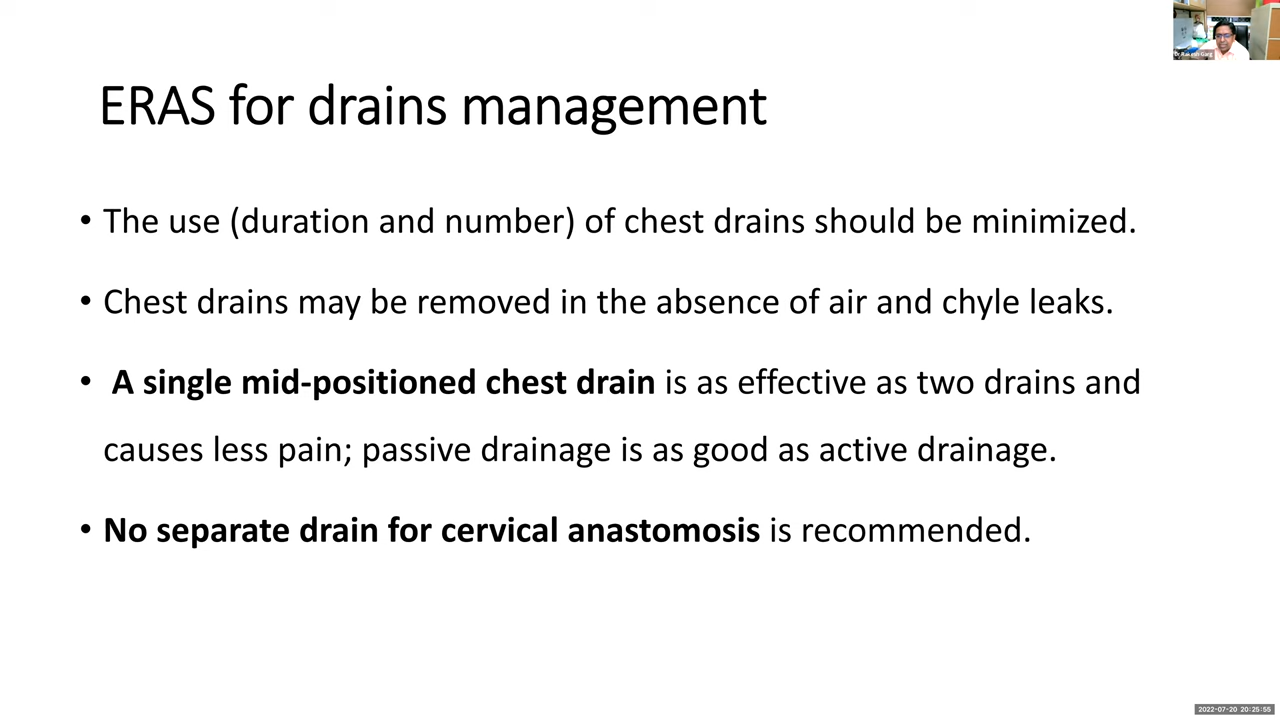 Dr Rakesh Garg
ERAS for drains management
• The use (duration and number) of chest drains should be minimized.
• Chest drains may be removed in the absence of air and chyle leaks.
• A single mid-positioned chest drain is as effective as two drains and
causes less pain; passive drainage is as good as active drainage.
• No separate drain for cervical anastomosis is recommended.
2022-07-20 20:25:55